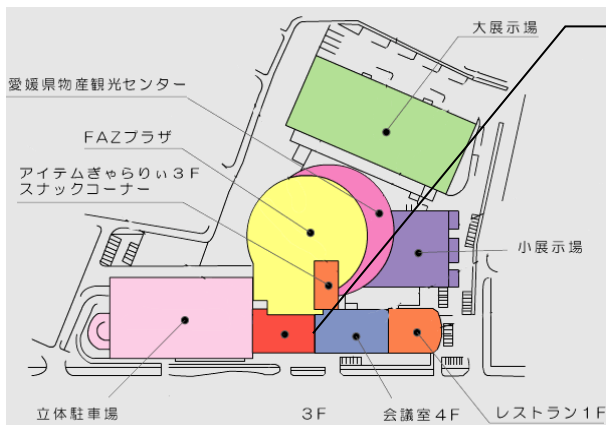 大展示場
愛媛県物産観光センター
FAZプラザ
アイテムぎゃらりぃ3F
スナックコーナー
小展示場
立体駐車場
3F
会議室4F
レストラン1F